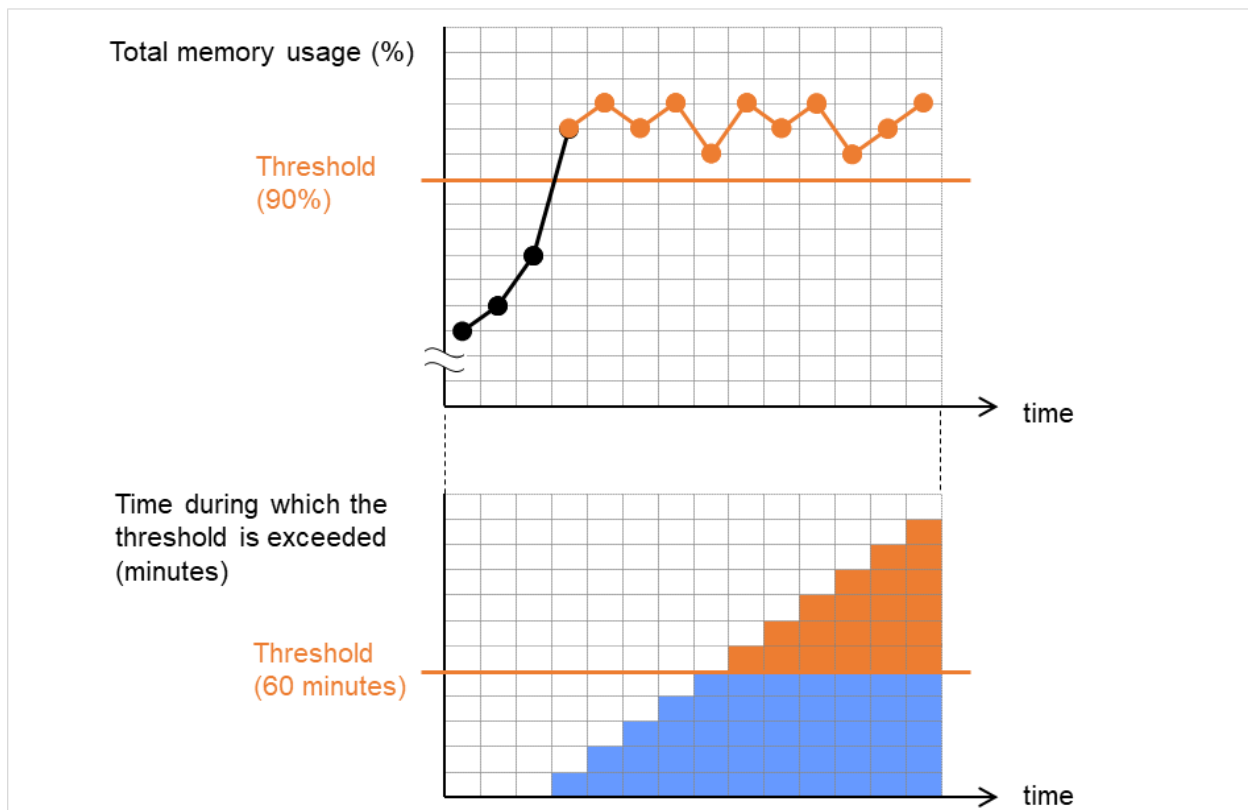 Total memory usage (%)
Threshold
(90%)
time
Time during which the
threshold is exceeded
(minutes)
Threshold
(60 minutes)
time